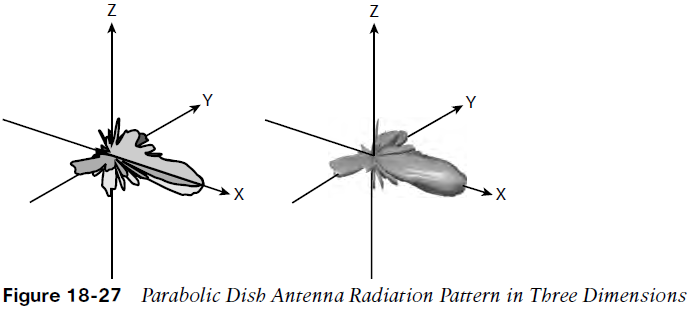 Z
Z
Y
Y
X
X
Figure 18-27 Parabolic Dish Antenna Radiation Pattern in Three Dimensions